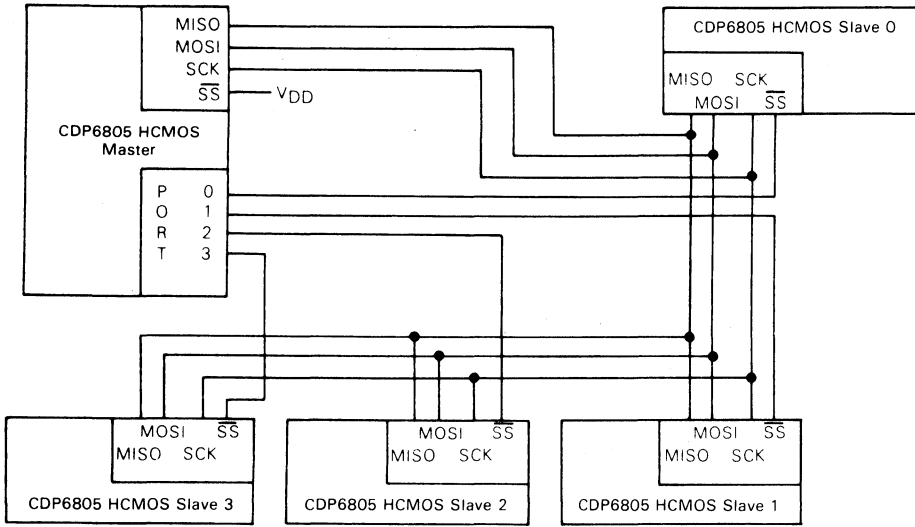 MISO
MOSI
SCK
SS
VDD
CDP6805 HCMOS
Master
P 0
O 1
R 2
T 3
CDP6805 HCMOS Slave 0
MISO SCK
MOSI SS
MOSI SS
MISO SCK
CDP6805 HCMOS Slave 3
MOSI SS
MISO SCK
CDP6805 HCMOS Slave 2
MOSI SS
MISO SCK
CDP6805 HCMOS Slave 1